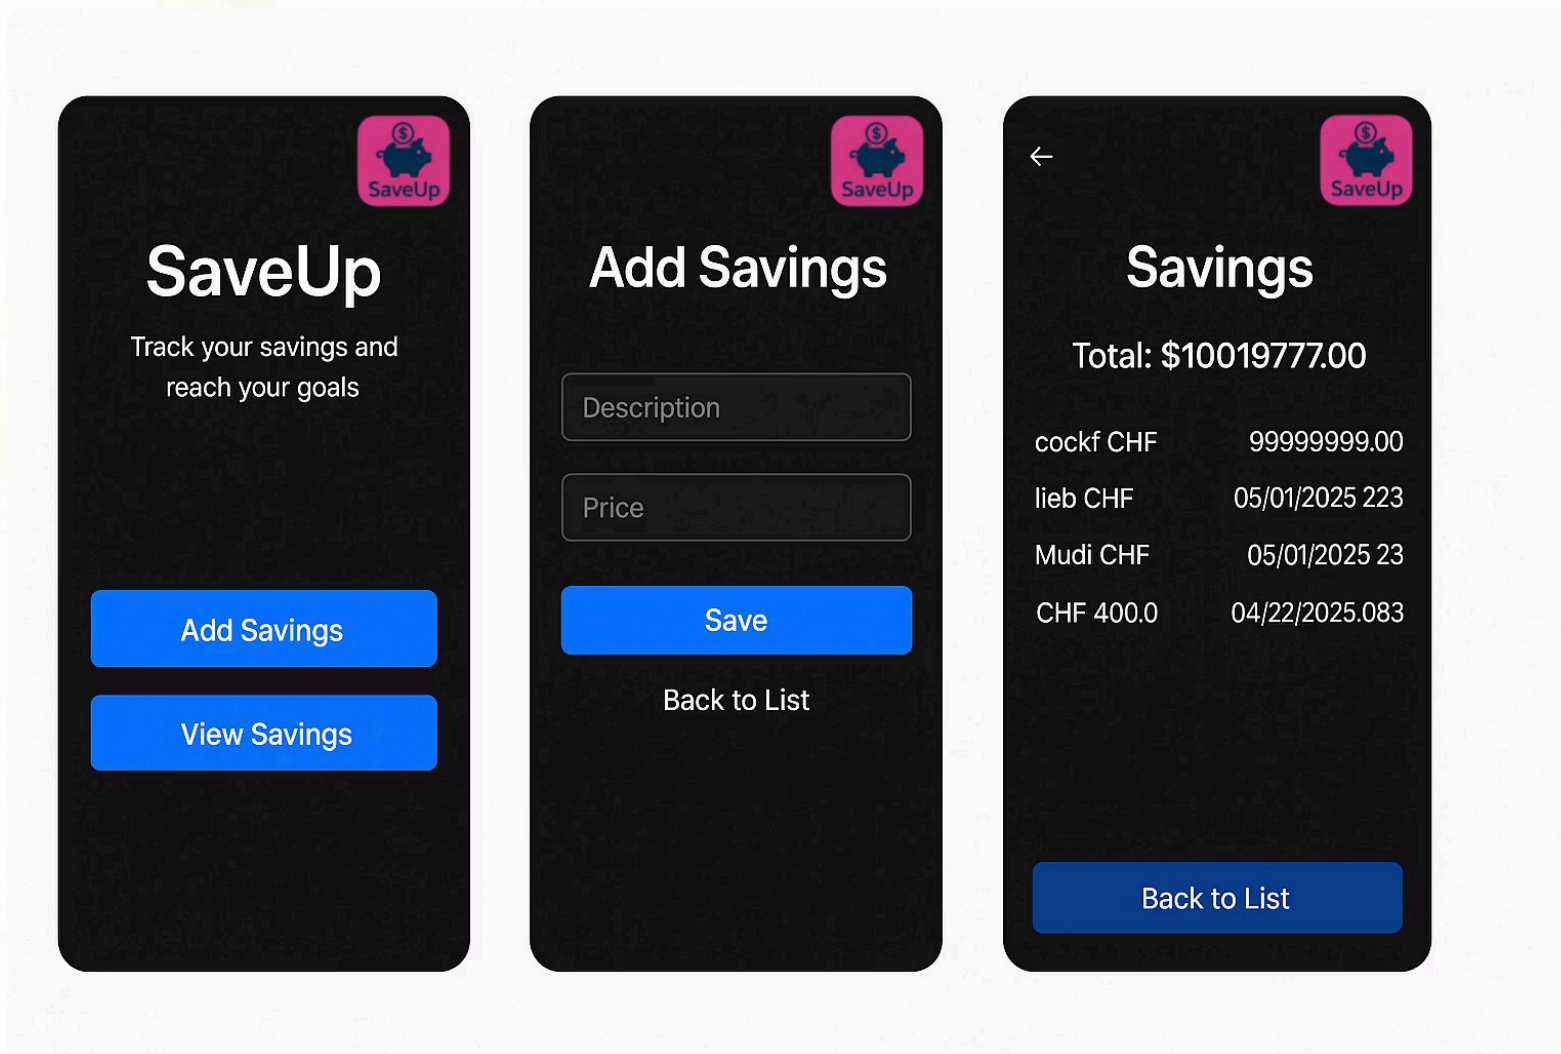 $
SaveUp
SaveUp
Track your savings and
reach your goals
Add Savings
View Savings
$
SaveUp
Add Savings
Description
Price
Save
Back to List
$
SaveUp
Savings
Total: $10019777.00
cockf CHF 99999999.00
lieb CHF 05/01/2025 223
Mudi CHF 05/01/2025 23
CHF 400.0 04/22/2025.083
Back to List